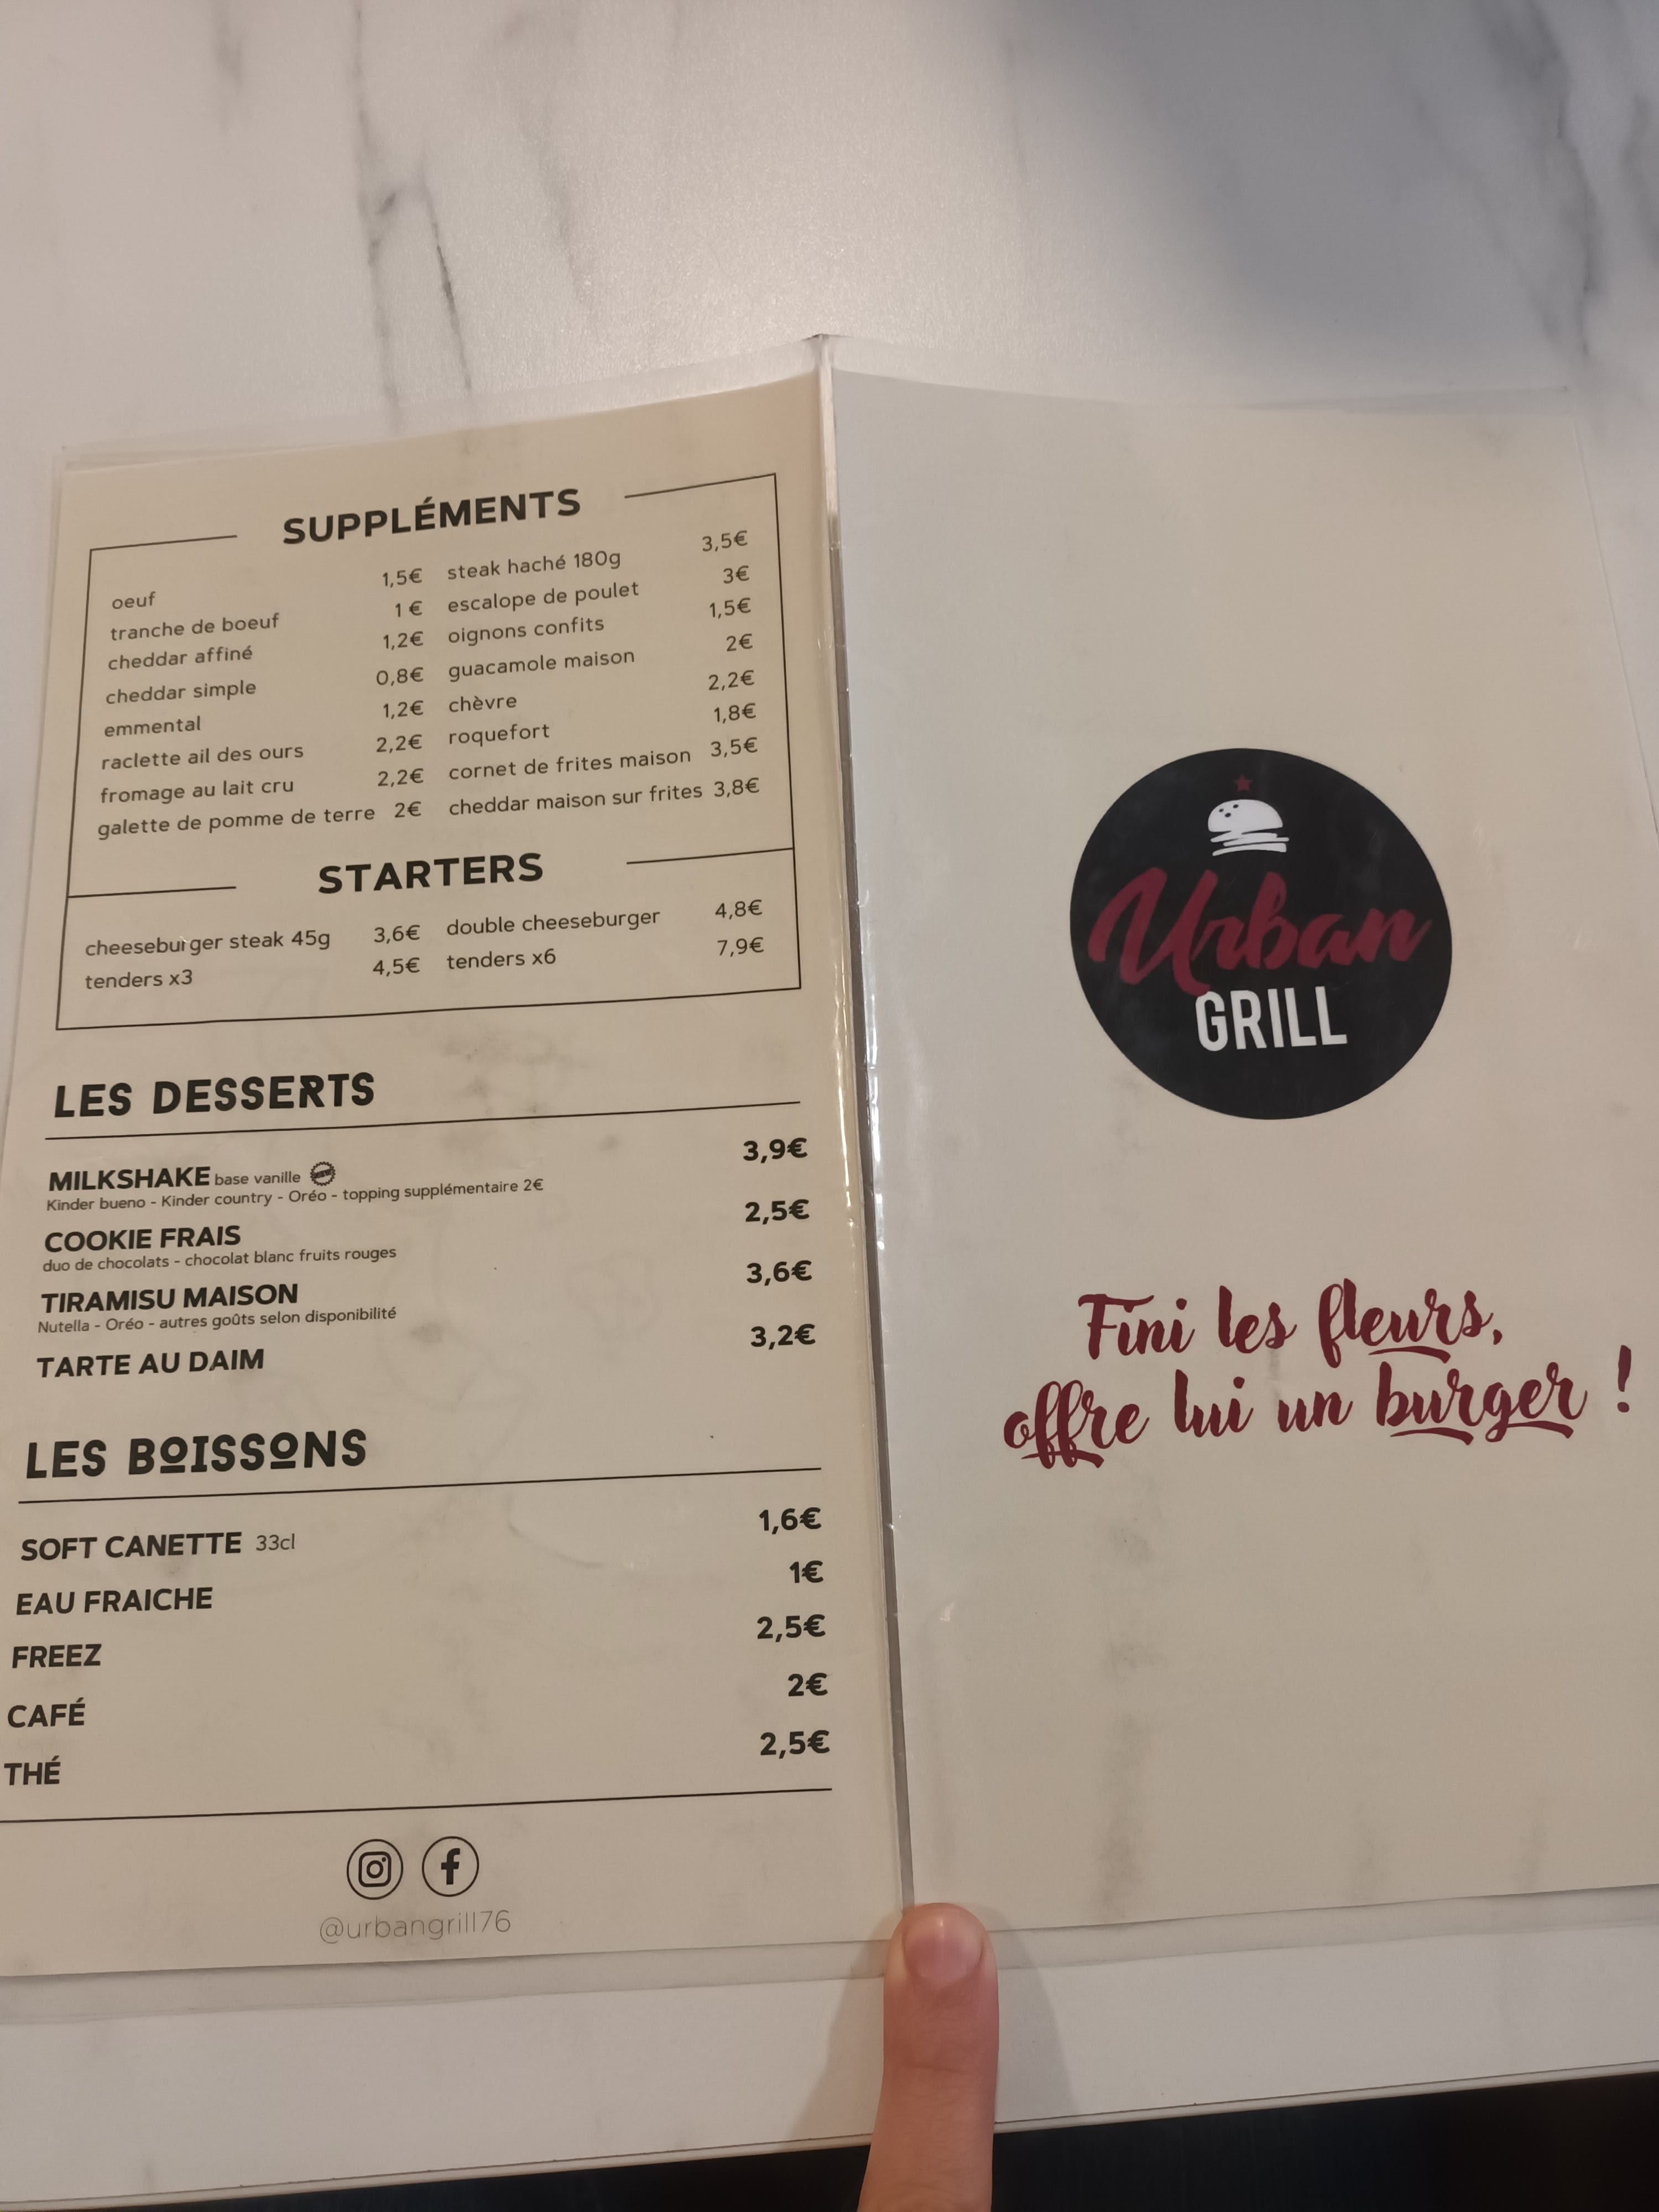 SUPPLÉMENTS
oeuf 1,5€ steak haché 180g 3,5€
tranche de boeuf 1 € escalope de poulet 3€
cheddar affiné 1,2€ oignons confits 1,5€
cheddar simple 0,8€ guacamole maison 2€
emmental 1,2€ chèvre 2,2€
raclette ail des ours 2,2€ roquefort 1,8€
fromage au lait cru 2,2€ cornet de frites maison 3,5€
galette de pomme de terre 2€ cheddar maison sur frites 3,8€
STARTERS
cheeseburger steak 45g 3,6€ double cheeseburger 4,8€
tenders x3 4,5€ tenders x6 7,9€
LES DESSERTS
MILKSHAKE base vanille 3,9€
Kinder bueno - Kinder country - Oréo - topping supplémentaire 2€
COOKIE FRAIS 2,5€
duo de chocolats - chocolat blanc fruits rouges
TIRAMISU MAISON 3,6€
Nutella - Oréo - autres goûts selon disponibilité
TARTE AU DAIM 3,2€
LES BOISSONS
SOFT CANETTE 33cl 1,6€
EAU FRAICHE 1€
FREEZ 2,5€
CAFÉ 2€
THÉ 2,5€
@urbangrill76
Urban
GRILL
Fini les fleurs,
offre lui un burger !